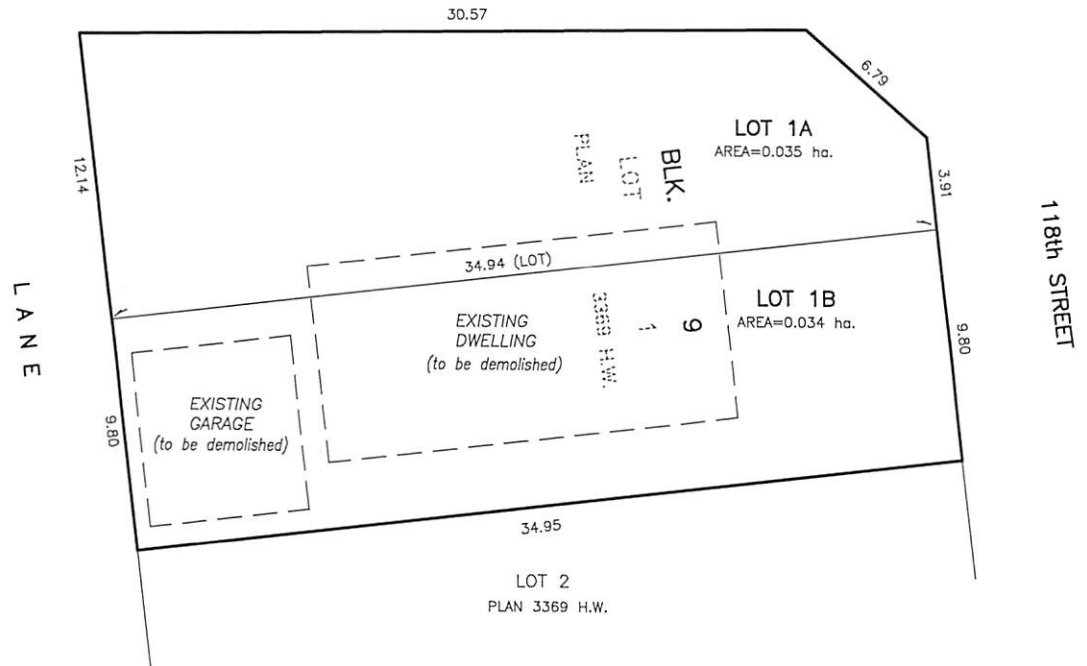 30.57
6.79
LOT 1A
AREA=0.035 ha.
12.14
BLK.
LOT
PLAN
3.91
118th STREET
34.94 (LOT)
LOT 1B
AREA=0.034 ha.
9
1
3369 H.W.
EXISTING
DWELLING
(to be demolished)
LANE
9.80
EXISTING
GARAGE
(to be demolished)
9.80
34.95
LOT 2
PLAN 3369 H.W.